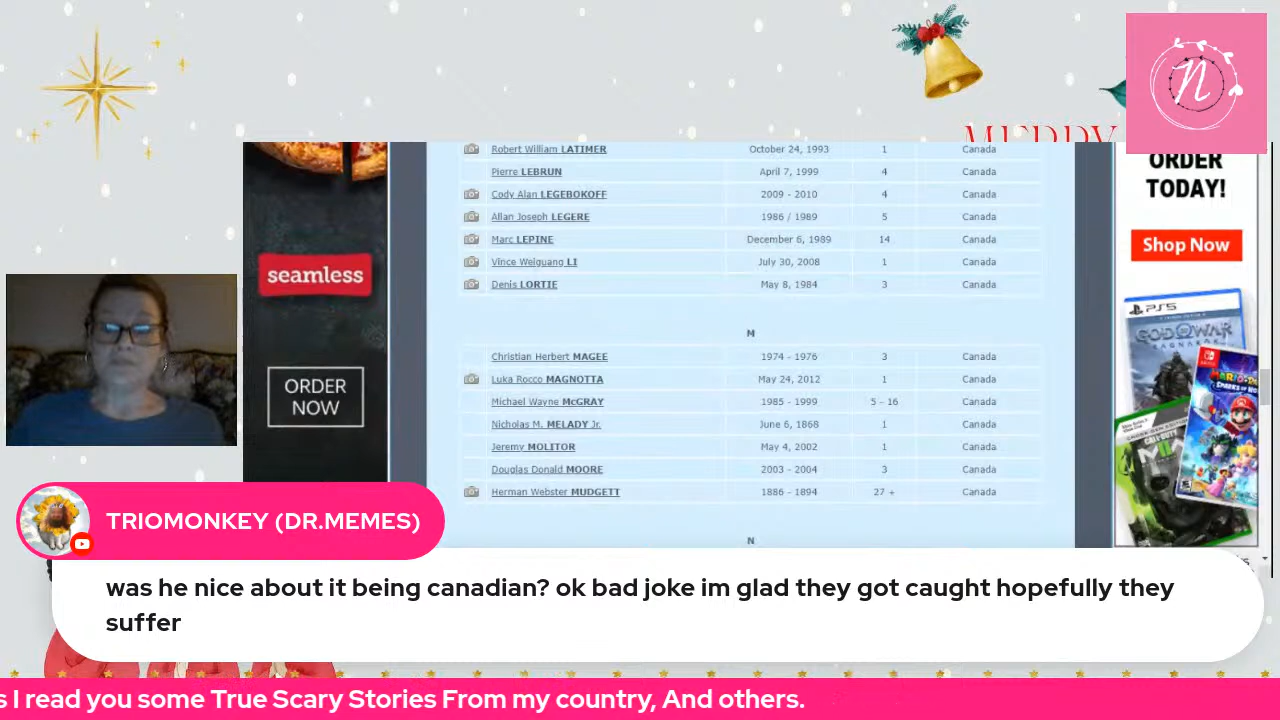 MERRY
n
Robert William LATIMER October 24, 1993 1 Canada
Pierre LEBRUN April 7, 1999 4 Canada
Cody Alan LEGEBOKOFF 2009 - 2010 4 Canada
Allan Joseph LEGERE 1986 / 1989 5 Canada
Marc LEPINE December 6, 1989 14 Canada
Vince Weiguang LI July 30, 2008 1 Canada
Denis LORTIE May 8, 1984 3 Canada
M
Christian Herbert MAGEE 1974 - 1976 3 Canada
Luka Rocco MAGNOTTA May 24, 2012 1 Canada
Michael Wayne McGRAY 1985 - 1999 5 - 16 Canada
Nicholas M. MELADY Jr. June 6, 1868 1 Canada
Jeremy MOLITOR May 4, 2002 1 Canada
Douglas Donald MOORE 2003 - 2004 3 Canada
Herman Webster MUDGETT 1886 - 1894 27 + Canada
N
seamless
ORDER
NOW
ORDER
TODAY!
Shop Now
PS5
GOD OF WAR
RAGNARÖK
TRIOMONKEY (DR.MEMES)
was he nice about it being canadian? ok bad joke im glad they got caught hopefully they
suffer
s I read you some True Scary Stories From my country, And others.